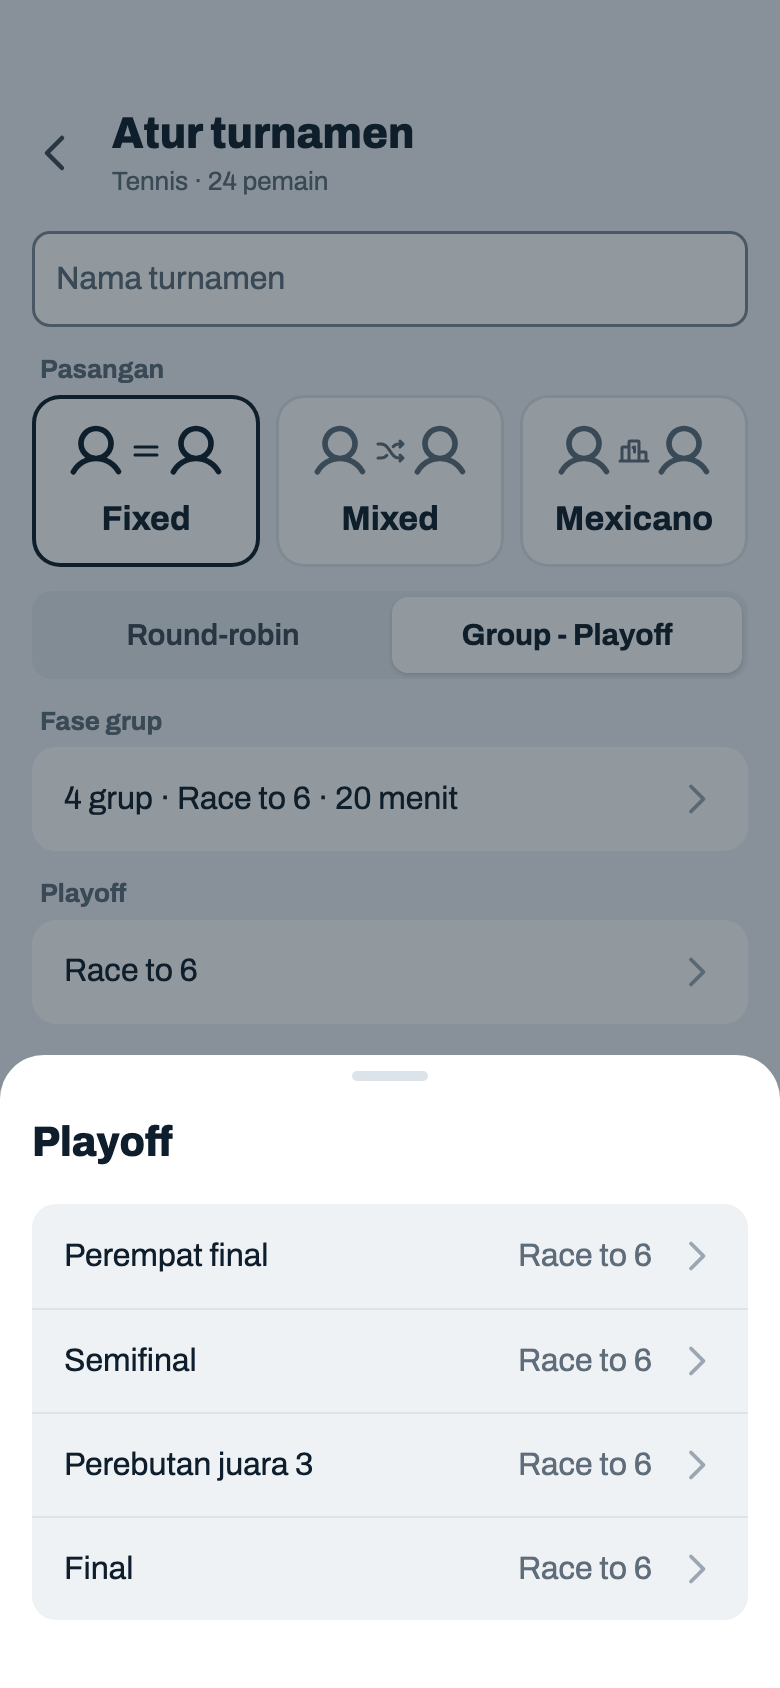 Atur turnamen
Tennis · 24 pemain
Nama turnamen
Pasangan
Fixed
Mixed
Mexicano
Round-robin
Group - Playoff
Fase grup
4 grup · Race to 6 · 20 menit
Playoff
Race to 6
Playoff
Perempat final Race to 6
Semifinal Race to 6
Perebutan juara 3 Race to 6
Final Race to 6